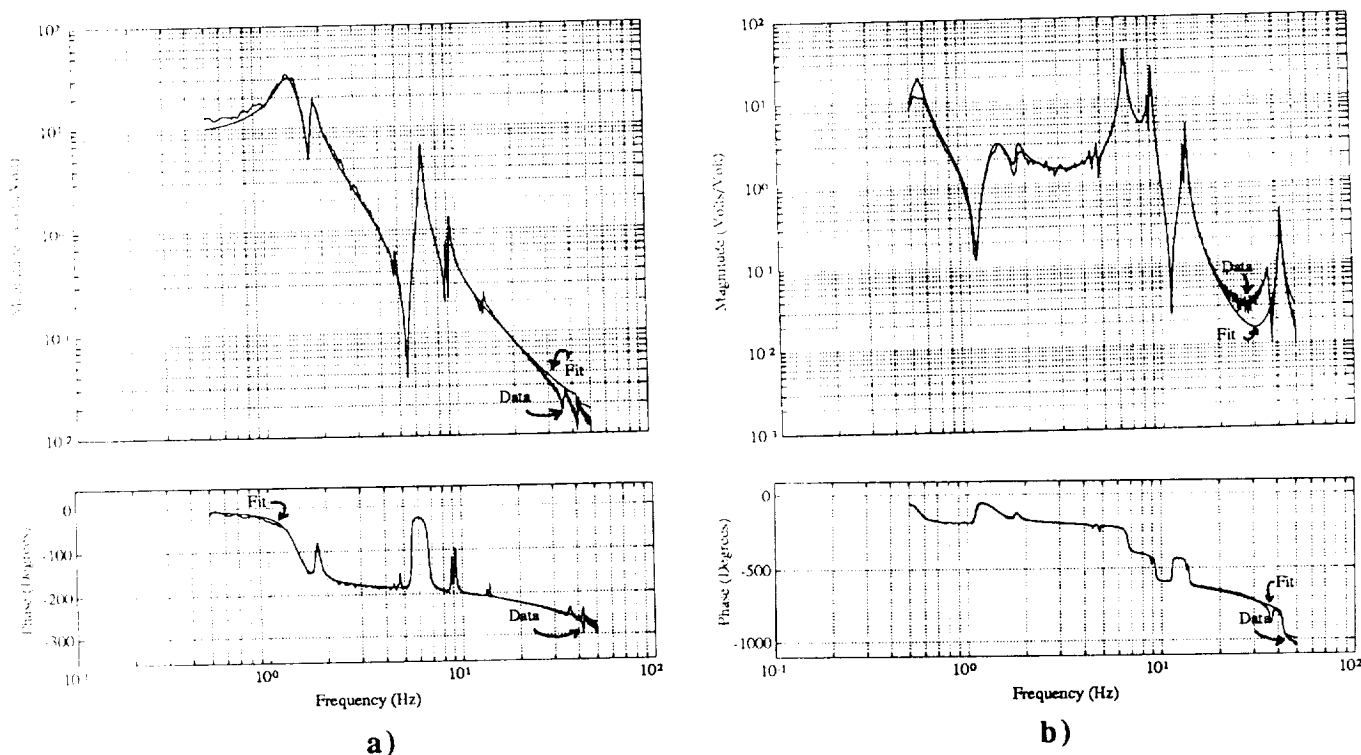 10²
10¹
10⁰
10⁻¹
10⁻²
Fit
Data
Phase (Degrees)
0
-100
-200
-300
Fit
Data
10⁰
10¹
10²
Frequency (Hz)
a)
Magnitude (Volts/Volt)
10²
10¹
10⁰
10⁻¹
10⁻²
10⁻³
Data
Fit
Phase (Degrees)
0
-500
-1000
Fit
Data
10⁻¹
10⁰
10¹
10²
Frequency (Hz)
b)